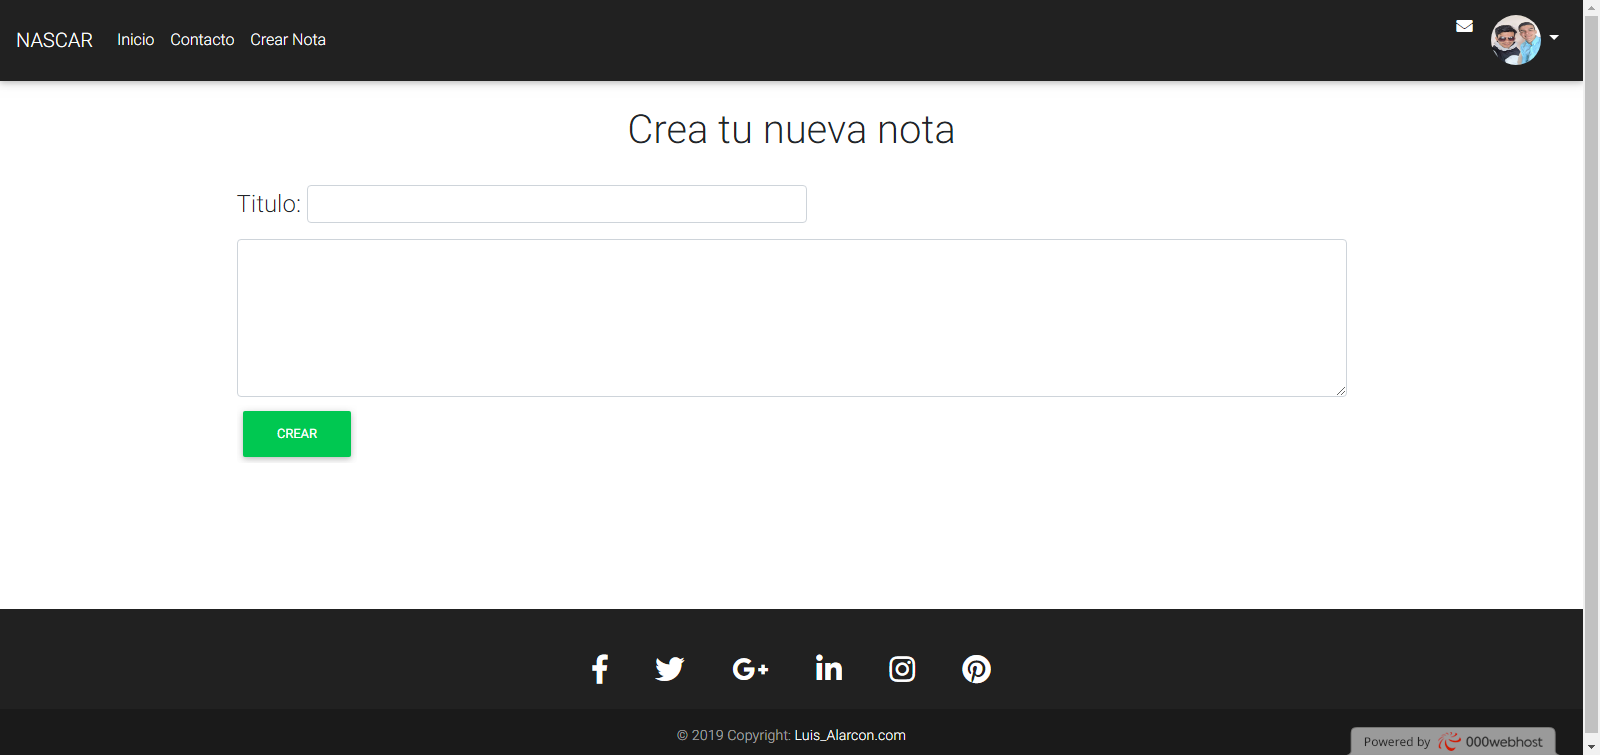 NASCAR Inicio Contacto Crear Nota
Crea tu nueva nota
Titulo:
CREAR
© 2019 Copyright: Luis_Alarcon.com
Powered by 000webhost